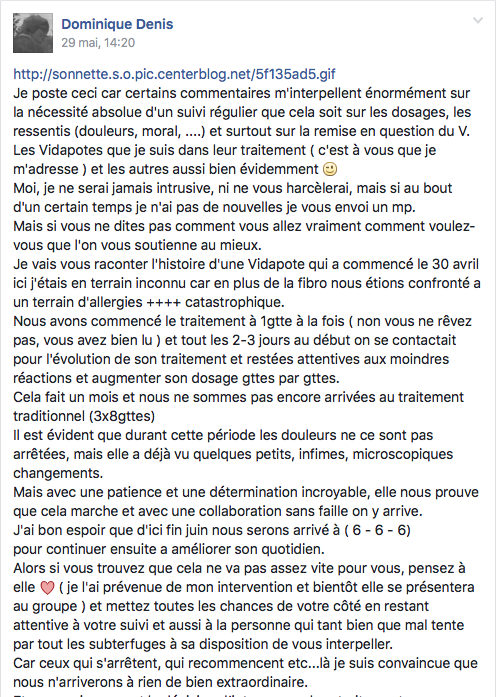 Dominique Denis
29 mai, 14:20
http://sonnette.s.o.pic.centerblog.net/5f135ad5.gif
Je poste ceci car certains commentaires m'interpellent énormément sur
la nécessité absolue d'un suivi régulier que cela soit sur les dosages, les
ressentis (douleurs, moral, ....) et surtout sur la remise en question du V.
Les Vidapotes que je suis dans leur traitement ( c'est à vous que je
m'adresse ) et les autres aussi bien évidemment 🙂
Moi, je ne serai jamais intrusive, ni ne vous harcèlerai, mais si au bout
d'un certain temps je n'ai pas de nouvelles je vous envoi un mp.
Mais si vous ne dites pas comment vous allez vraiment comment voulez-
vous que l'on vous soutienne au mieux.
Je vais vous raconter l'histoire d'une Vidapote qui a commencé le 30 avril
ici j'étais en terrain inconnu car en plus de la fibro nous étions confronté a
un terrain d'allergies ++++ catastrophique.
Nous avons commencé le traitement à 1gtte à la fois ( non vous ne rêvez
pas, vous avez bien lu ) et tout les 2-3 jours au début on se contactait
pour l'évolution de son traitement et restées attentives aux moindres
réactions et augmenter son dosage gttes par gttes.
Cela fait un mois et nous ne sommes pas encore arrivées au traitement
traditionnel (3x8gttes)
Il est évident que durant cette période les douleurs ne ce sont pas
arrêtées, mais elle a déjà vu quelques petits, infimes, microscopiques
changements.
Mais avec une patience et une détermination incroyable, elle nous prouve
que cela marche et avec une collaboration sans faille on y arrive.
J'ai bon espoir que d'ici fin juin nous serons arrivé à ( 6 - 6 - 6)
pour continuer ensuite a améliorer son quotidien.
Alors si vous trouvez que cela ne va pas assez vite pour vous, pensez à
elle ❤ ( je l'ai prévenue de mon intervention et bientôt elle se présentera
au groupe ) et mettez toutes les chances de votre côté en restant
attentive à votre suivi et aussi à la personne qui tant bien que mal tente
par tout les subterfuges à sa disposition de vous interpeller.
Car ceux qui s'arrêtent, qui recommencent etc...là je suis convaincue que
nous n'arriverons à rien de bien extraordinaire.